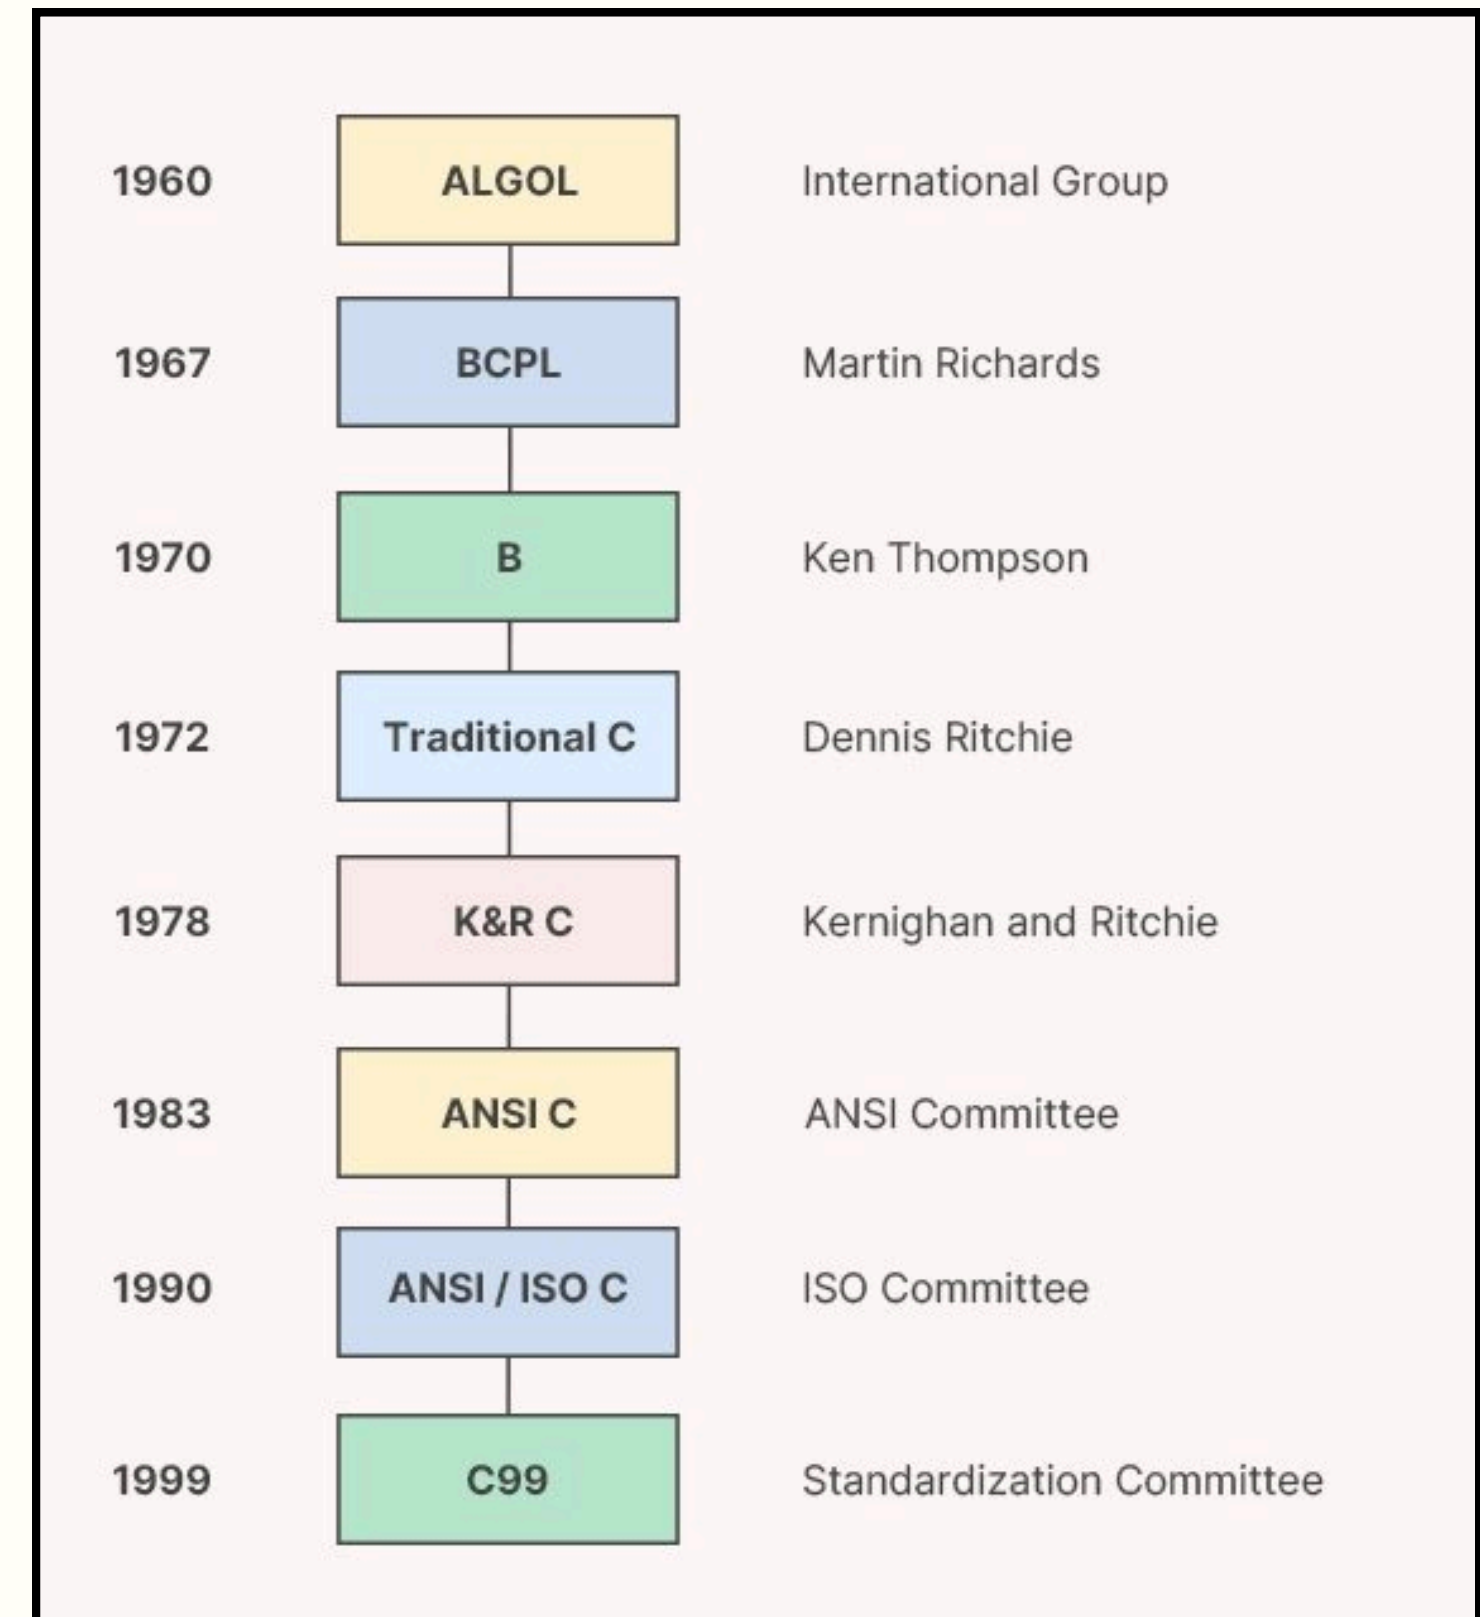 1960 ALGOL International Group
1967 BCPL Martin Richards
1970 B Ken Thompson
1972 Traditional C Dennis Ritchie
1978 K&R C Kernighan and Ritchie
1983 ANSI C ANSI Committee
1990 ANSI / ISO C ISO Committee
1999 C99 Standardization Committee